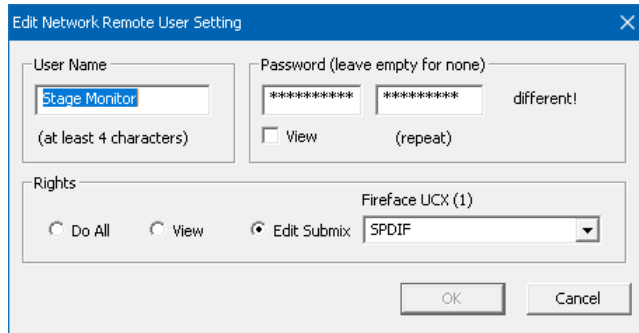 Edit Network Remote User Setting
User Name
Password (leave empty for none)
Stage Monitor
********** ********* different!
(at least 4 characters)
View (repeat)
Rights
Fireface UCX (1)
Do All View Edit Submix SPDIF
OK Cancel